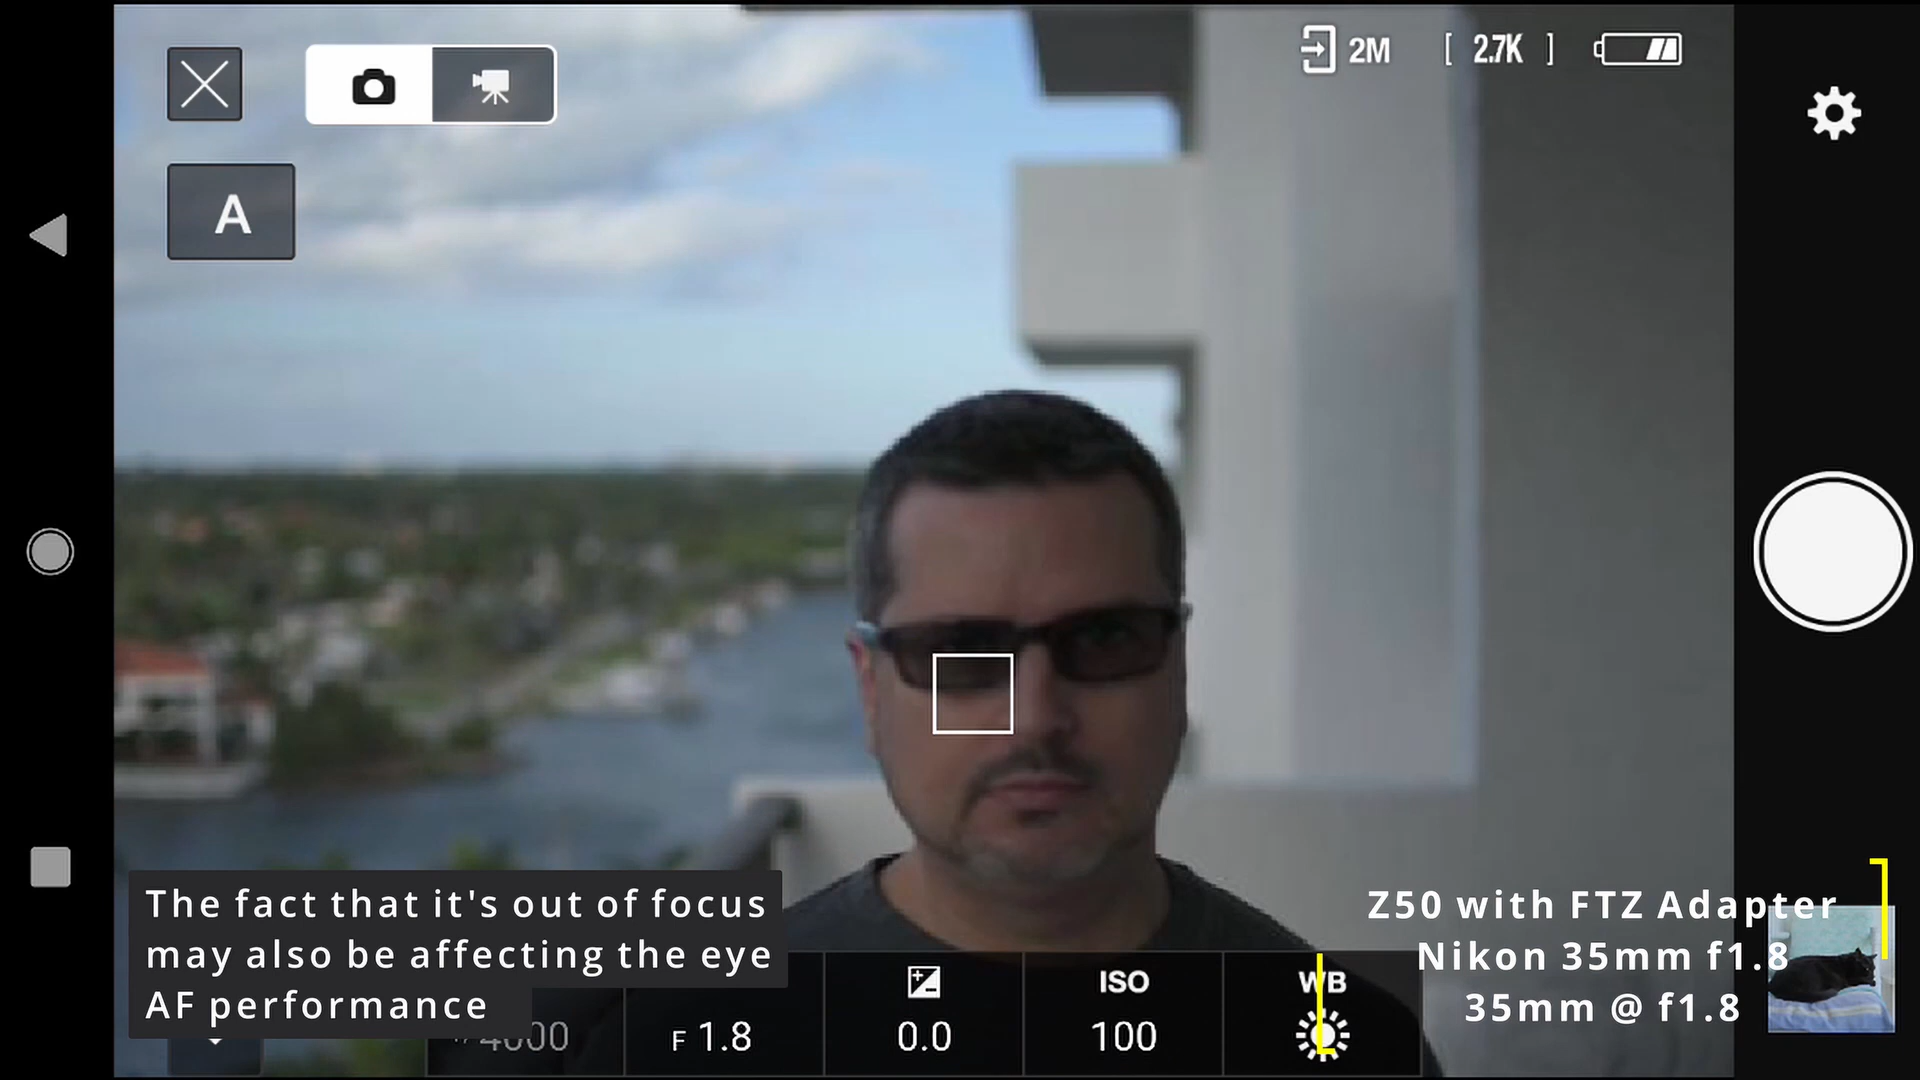 2M [ 2.7K ]
A
The fact that it's out of focus
may also be affecting the eye
AF performance
Z50 with FTZ Adapter
Nikon 35mm f1.8
35mm @ f1.8
ISO
WB
4000
F 1.8
0.0
100